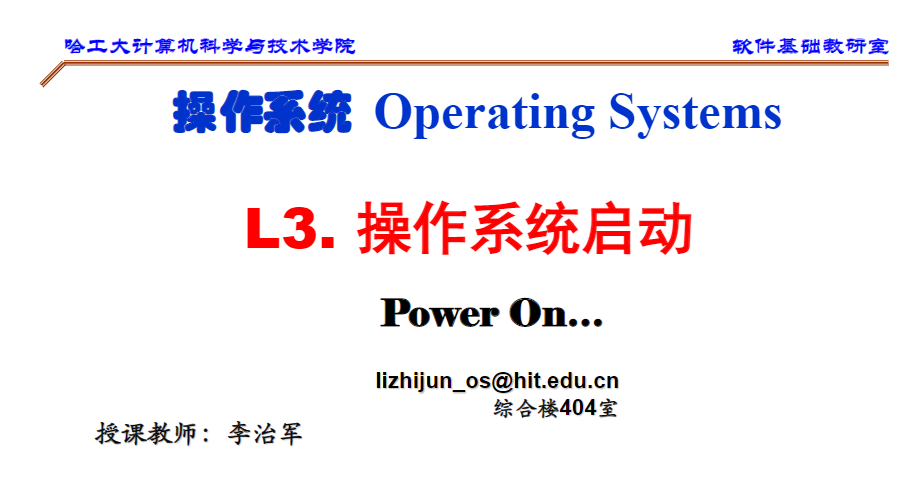 哈工大计算机科学与技术学院 软件基础教研室
操作系统 Operating Systems
L3. 操作系统启动
Power On…
lizhijun_os@hit.edu.cn
综合楼404室
授课教师：李治军